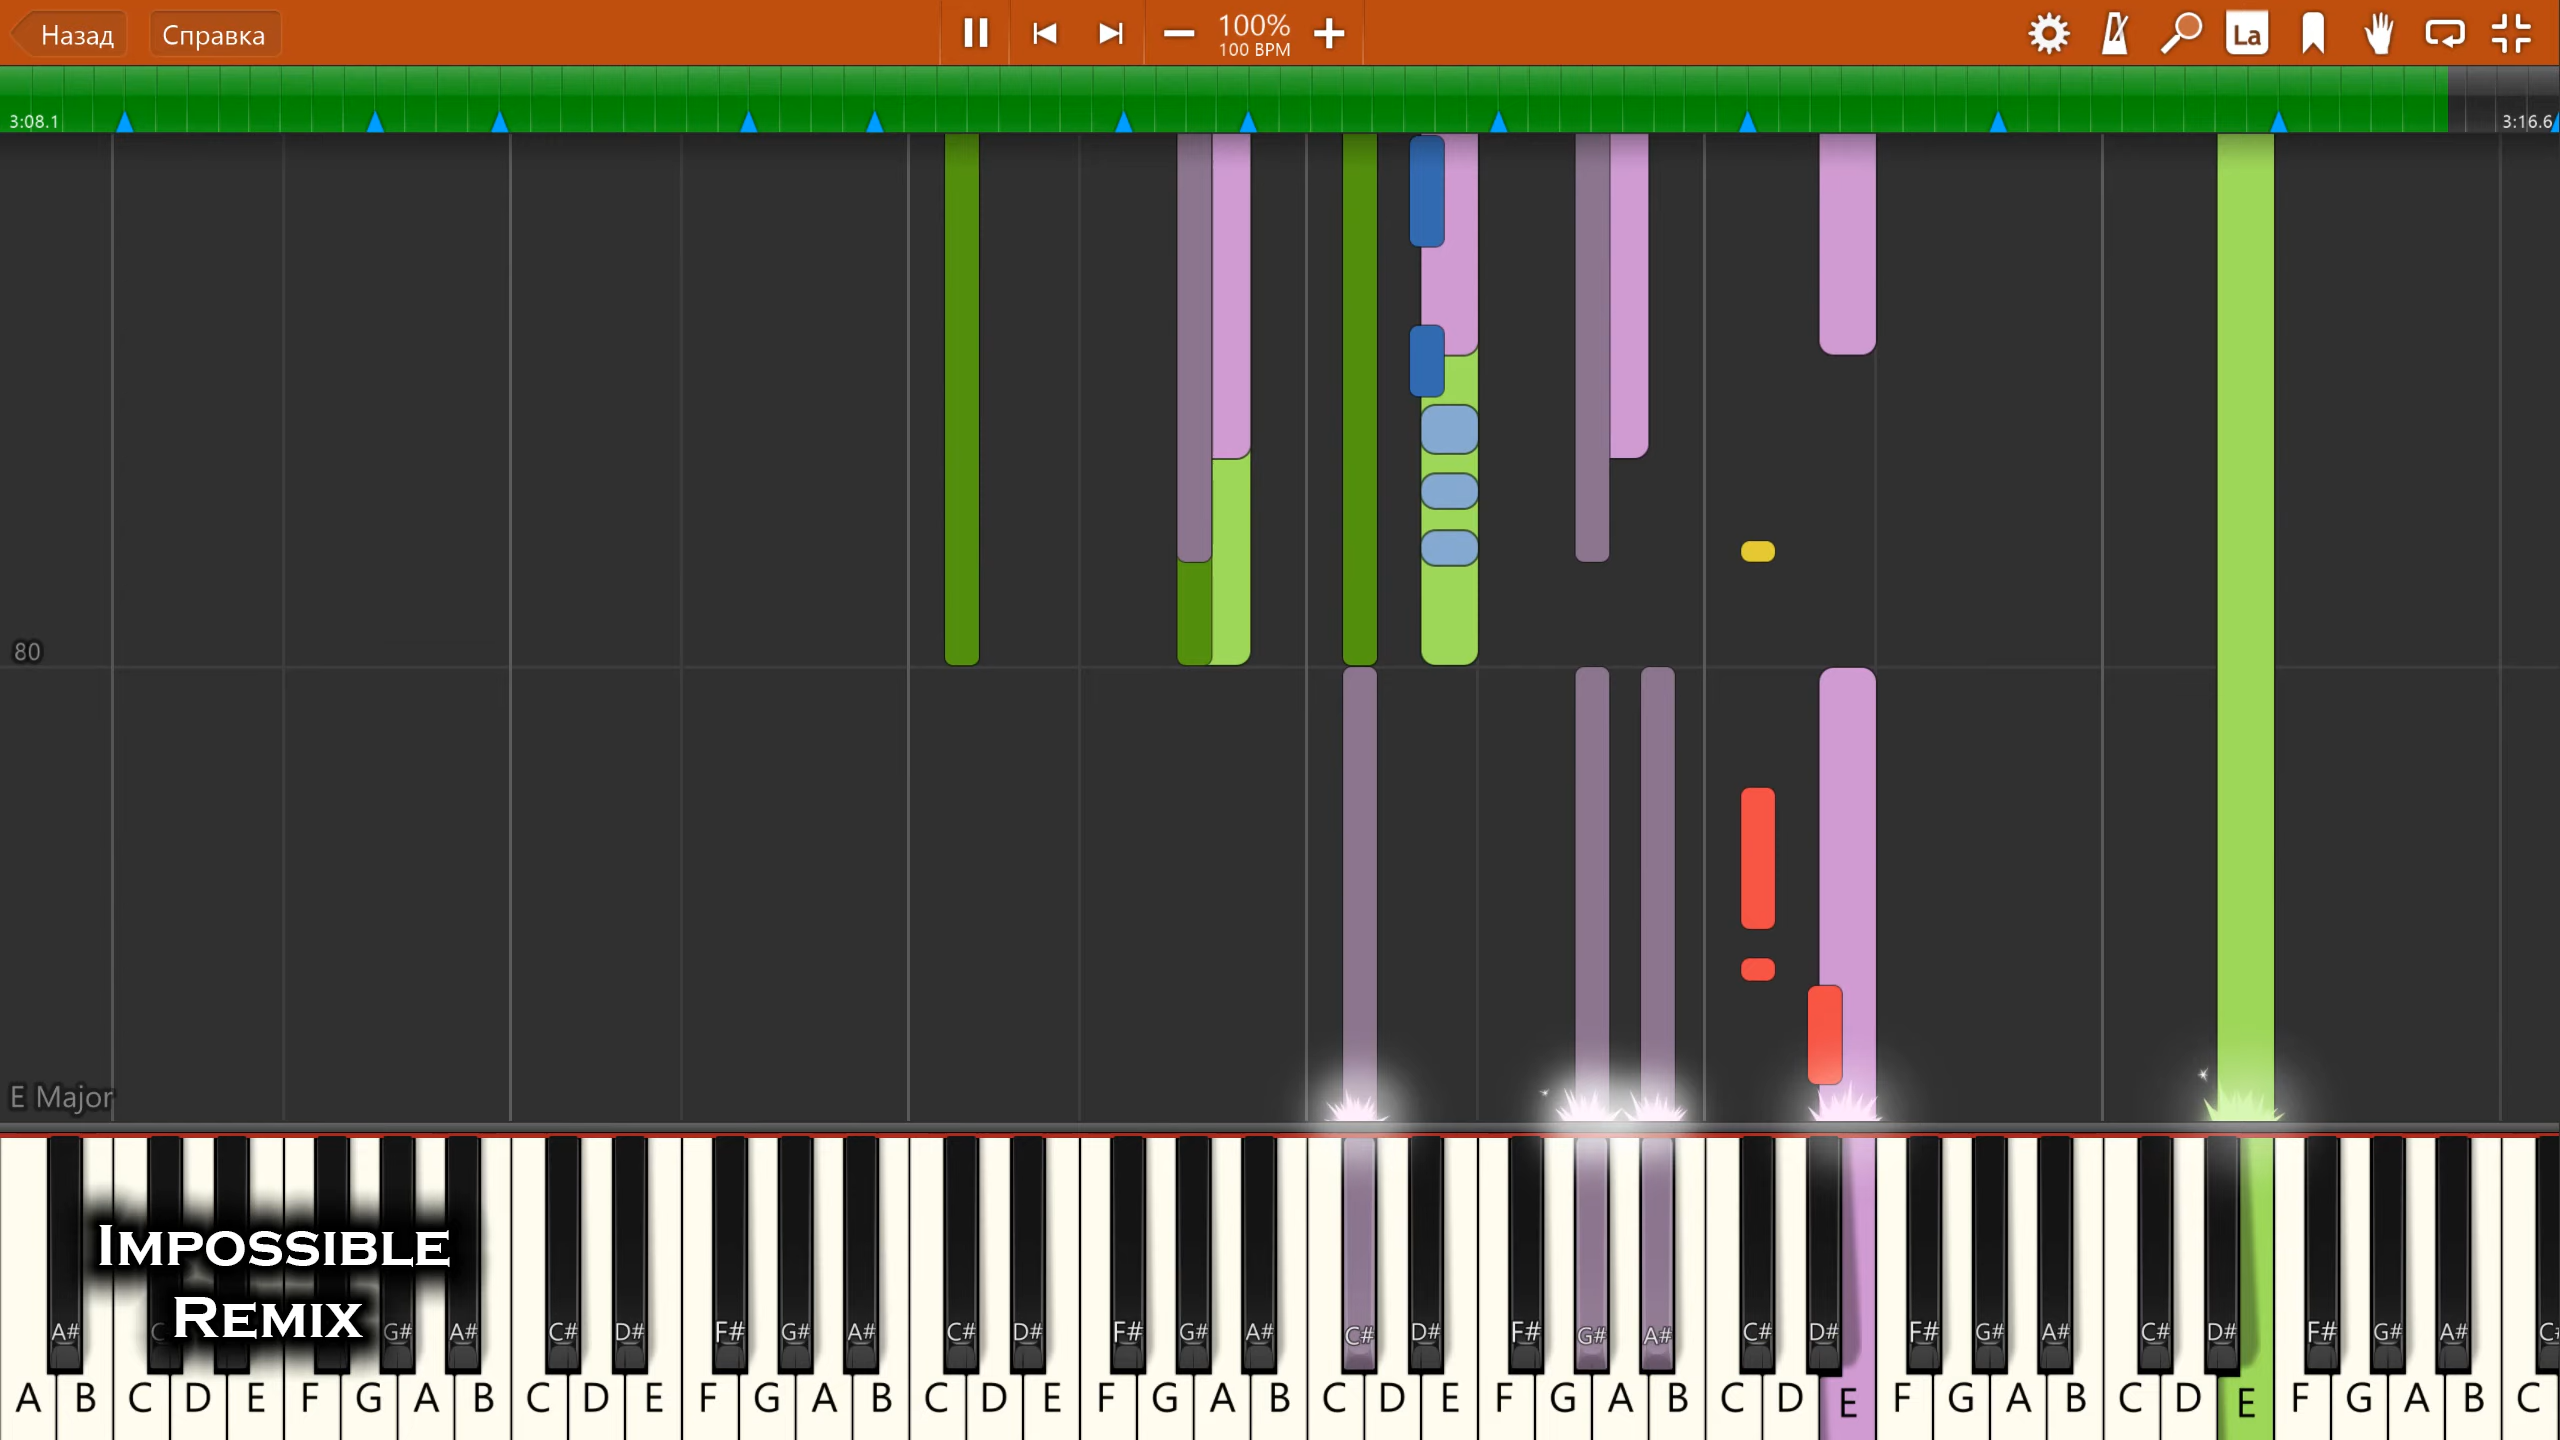 Назад Справка 100% La
100 BPM
3:08.1 3:16.6
80
E Major
Impossible
Remix
A# C G# A# C# D# F# G# A# C# D# F# G# A# C# D# F# G# A# C# D# F# G# A# C# D# F# G# A# C#
A B C D E F G A B C D E F G A B C D E F G A B C D E F G A B C D E F G A B C D E F G A B C